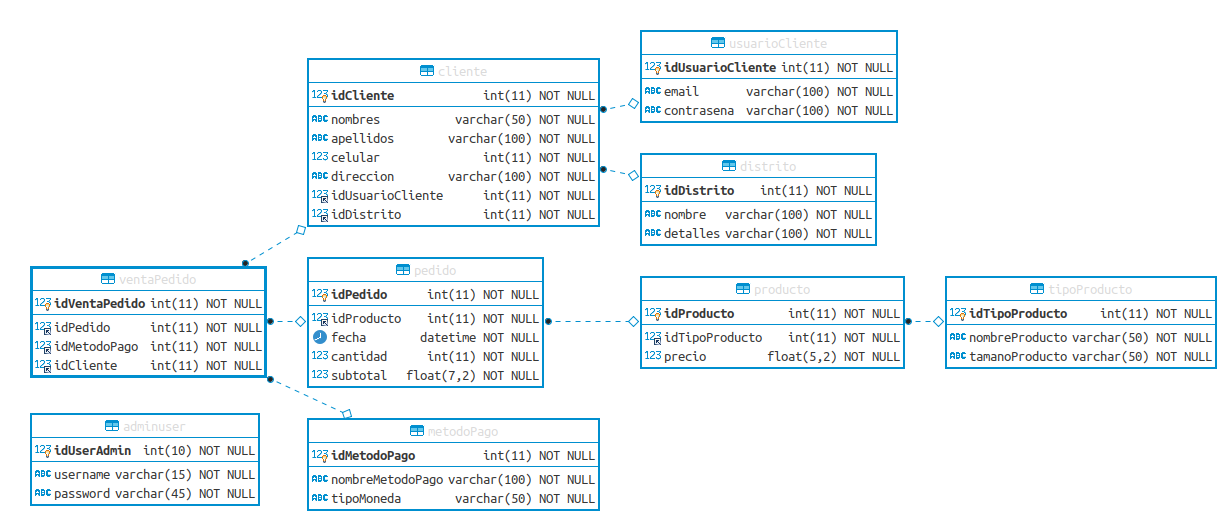 usuarioCliente
idUsuarioCliente int(11) NOT NULL
email varchar(100) NOT NULL
contrasena varchar(100) NOT NULL
cliente
idCliente int(11) NOT NULL
nombres varchar(50) NOT NULL
apellidos varchar(100) NOT NULL
celular int(11) NOT NULL
direccion varchar(100) NOT NULL
idUsuarioCliente int(11) NOT NULL
idDistrito int(11) NOT NULL
distrito
idDistrito int(11) NOT NULL
nombre varchar(100) NOT NULL
detalles varchar(100) NOT NULL
ventaPedido
idVentaPedido int(11) NOT NULL
idPedido int(11) NOT NULL
idMetodoPago int(11) NOT NULL
idCliente int(11) NOT NULL
pedido
idPedido int(11) NOT NULL
idProducto int(11) NOT NULL
fecha datetime NOT NULL
cantidad int(11) NOT NULL
subtotal float(7,2) NOT NULL
producto
idProducto int(11) NOT NULL
idTipoProducto int(11) NOT NULL
precio float(5,2) NOT NULL
tipoProducto
idTipoProducto int(11) NOT NULL
nombreProducto varchar(50) NOT NULL
tamanoProducto varchar(50) NOT NULL
adminuser
idUserAdmin int(10) NOT NULL
username varchar(15) NOT NULL
password varchar(45) NOT NULL
metodoPago
idMetodoPago int(11) NOT NULL
nombreMetodoPago varchar(100) NOT NULL
tipoMoneda varchar(50) NOT NULL